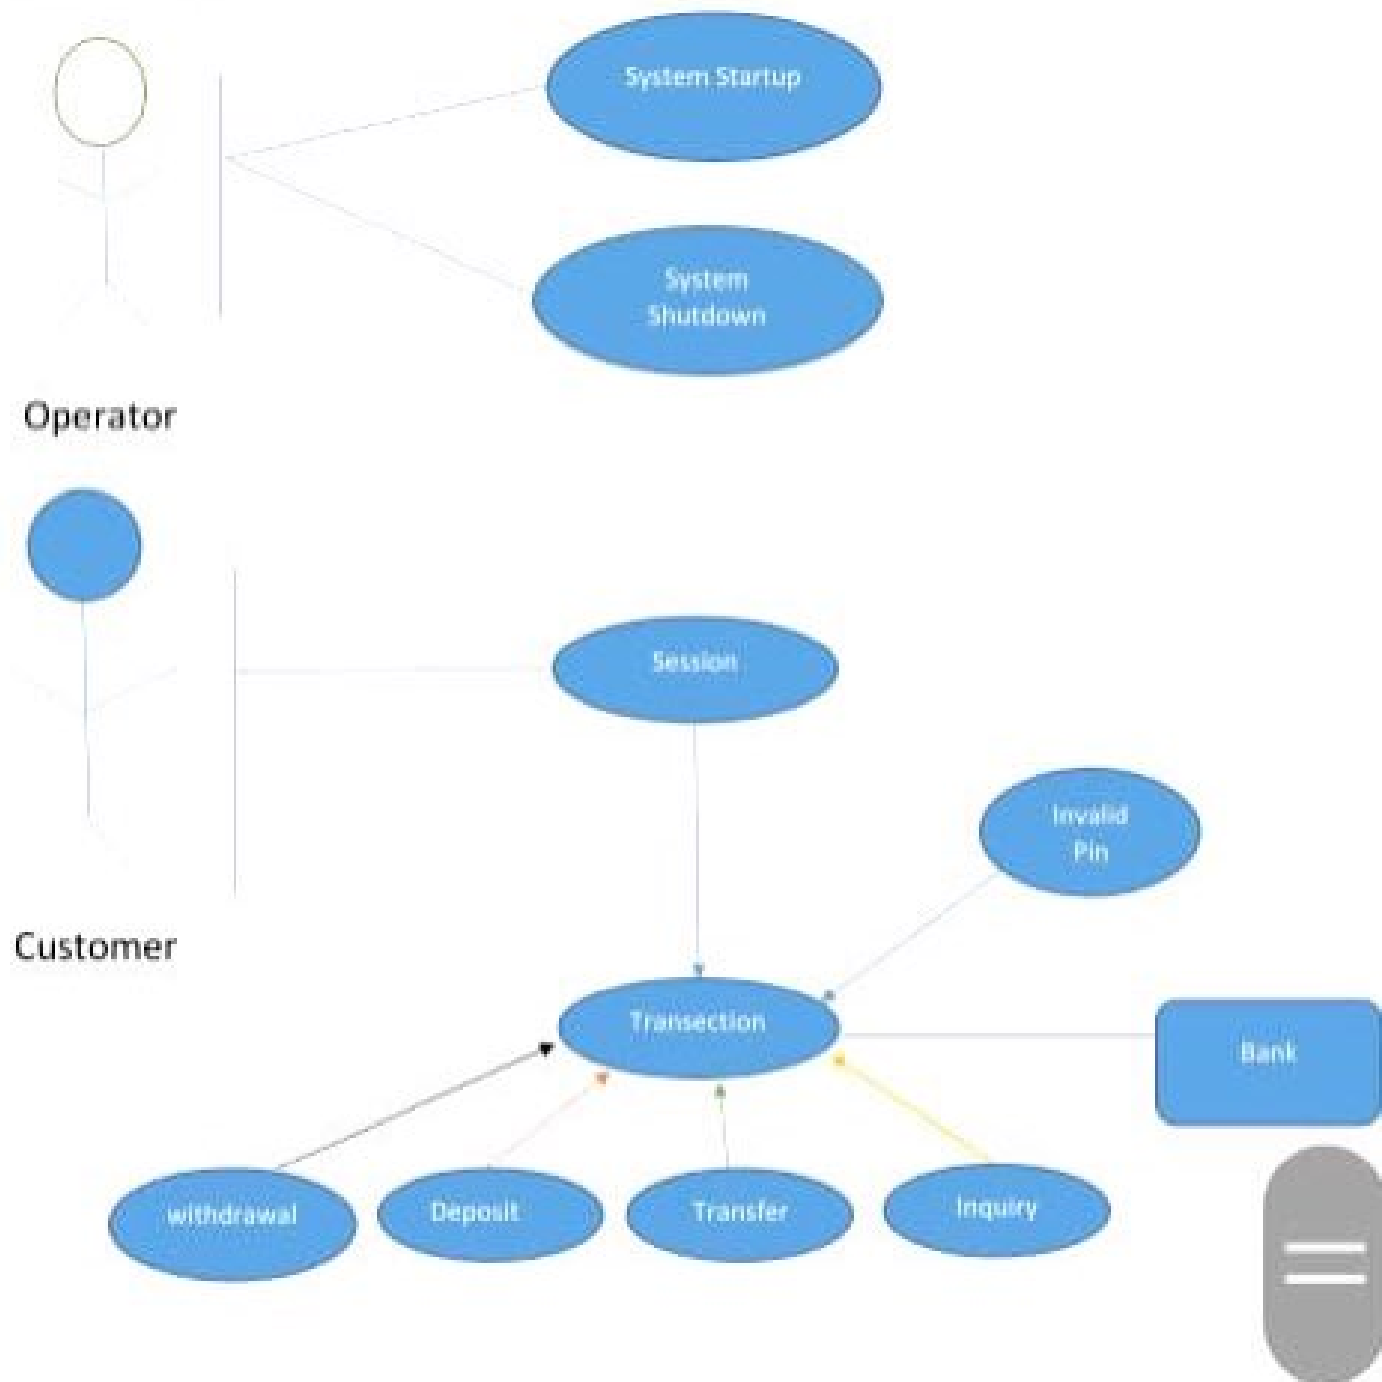 System Startup
System
Shutdown
Operator
Session
Invalid
Pin
Customer
Transection
Bank
withdrawal
Deposit
Transfer
Inquiry